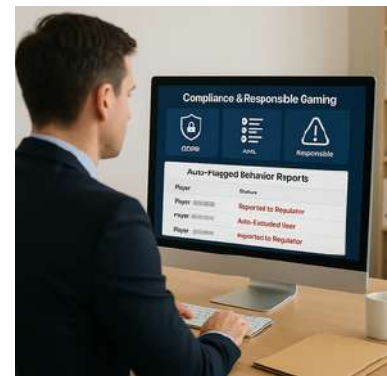 Compliance & Responsible Gaming
GDPR
AML
Responsible
Auto-Flagged Behavior Reports
Player
Status
Player
Reported to Regulator
Player
Auto-Excluded User
Player
Reported to Regulator